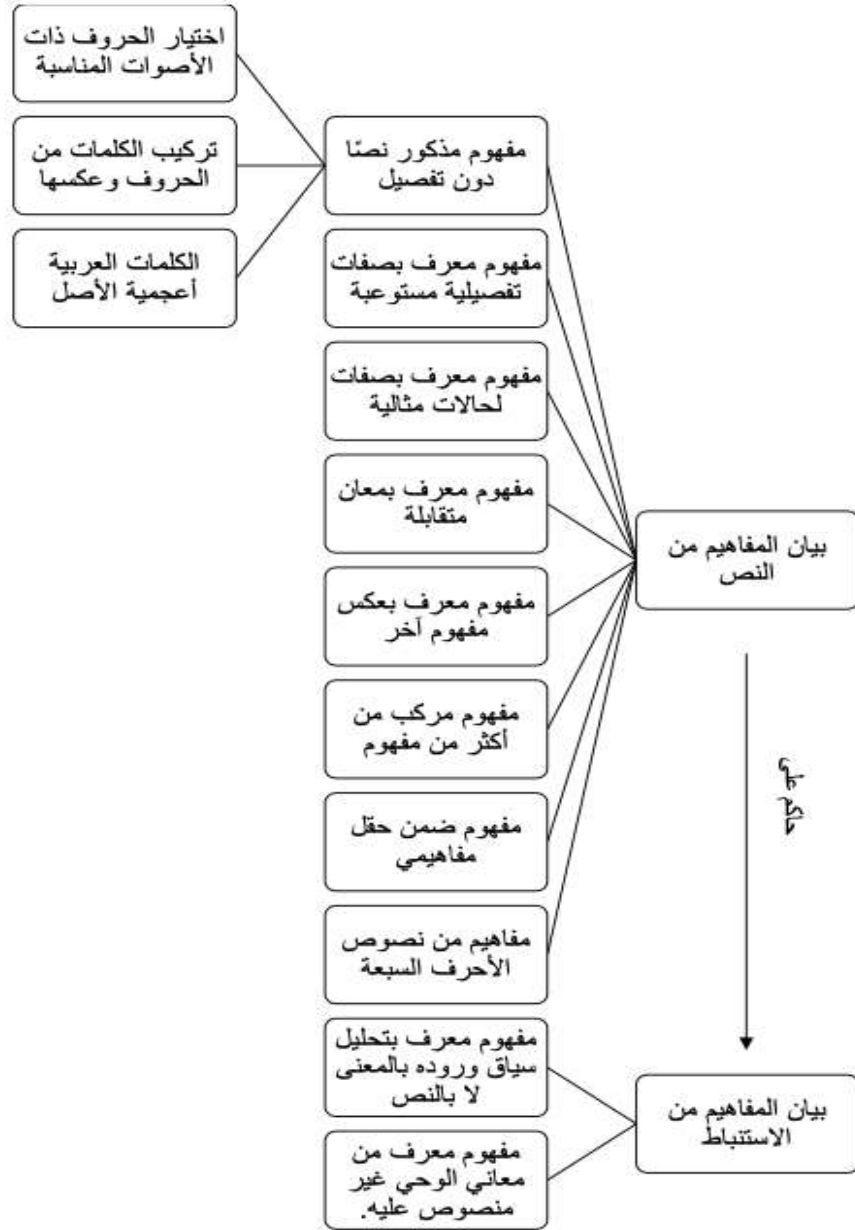 بيان المفاهيم من
النص
حاكم على
بيان المفاهيم من
الاستنباط
مفهوم مذكور نصًا
دون تفصيل
مفهوم معرف بصفات
تفصيلية مستوعبة
مفهوم معرف بصفات
لحالات مثالية
مفهوم معرف بمعان
متقابلة
مفهوم معرف بعكس
مفهوم آخر
مفهوم مركب من
أكثر من مفهوم
مفهوم ضمن حقل
مفاهيمي
مفاهيم من نصوص
الأحرف السبعة
مفهوم معرف بتحليل
سياق وروده بالمعنى
لا بالنص
مفهوم معرف من
معاني الوحي غير
منصوص عليه.
اختيار الحروف ذات
الأصوات المناسبة
تركيب الكلمات من
الحروف وعكسها
الكلمات العربية
أعجمية الأصل